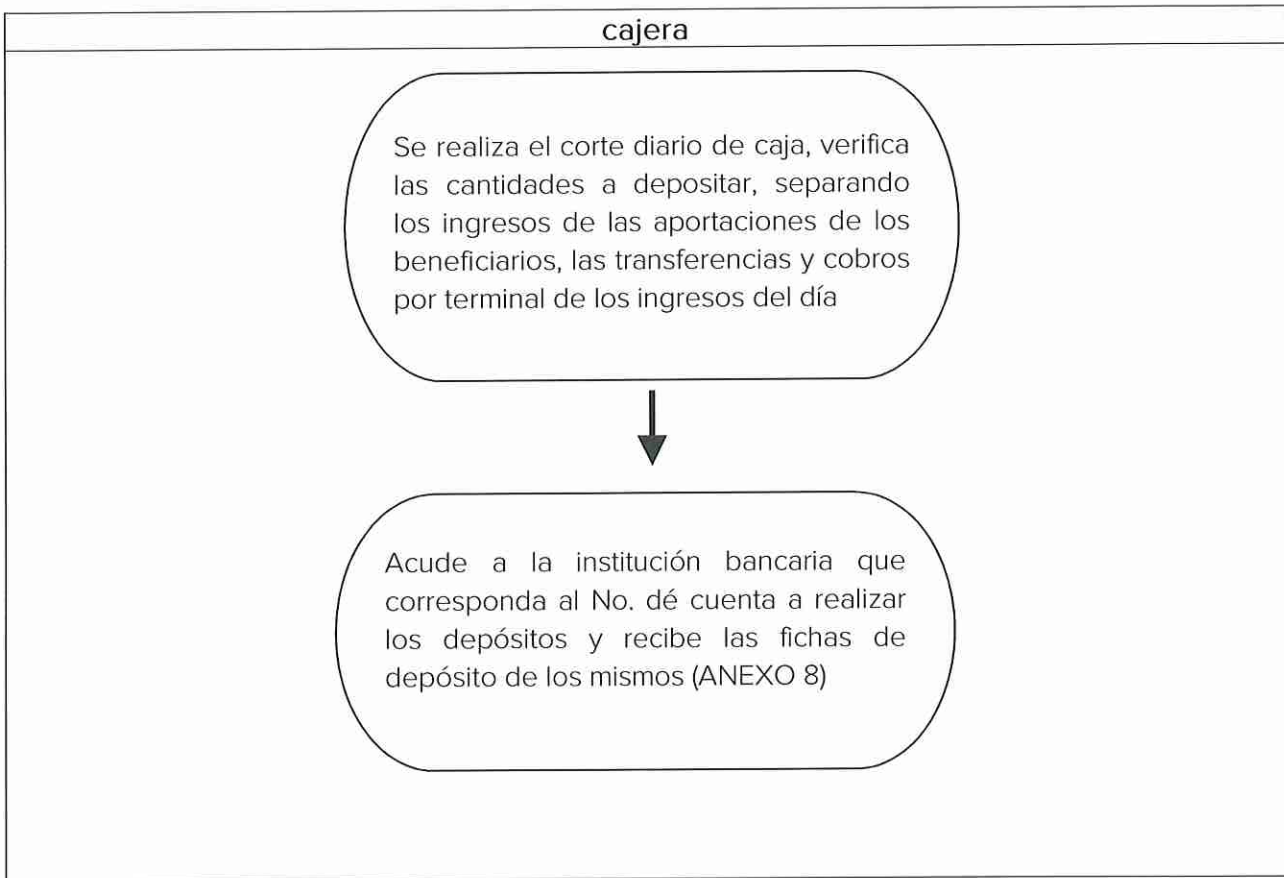 cajera
Se realiza el corte diario de caja, verifica
las cantidades a depositar, separando
los ingresos de las aportaciones de los
beneficiarios, las transferencias y cobros
por terminal de los ingresos del día
Acude a la institución bancaria que
corresponda al No. dé cuenta a realizar
los depósitos y recibe las fichas de
depósito de los mismos (ANEXO 8)